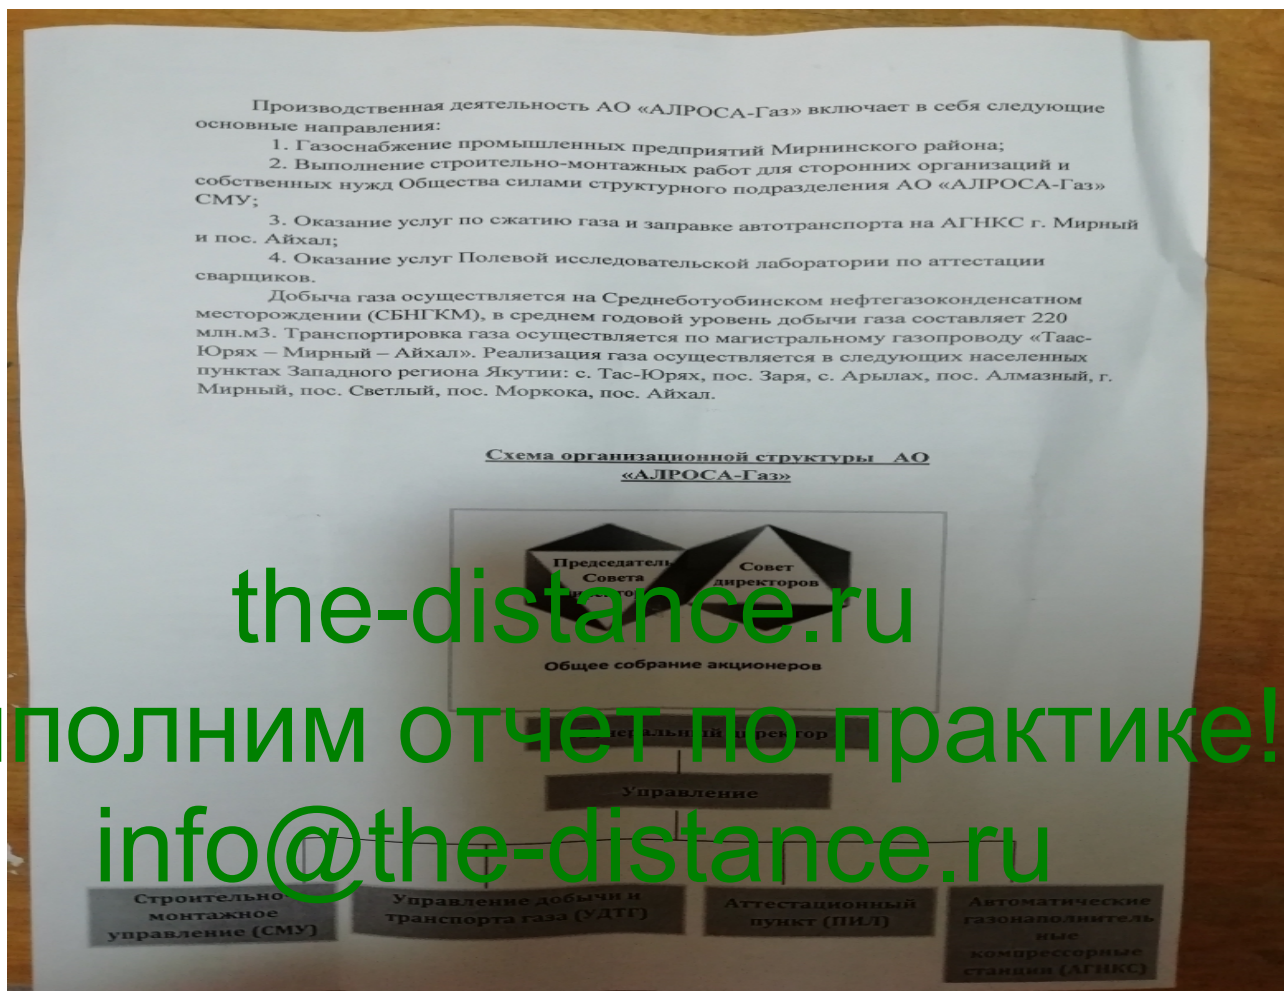 Производственная деятельность АО «АЛРОСА-Газ» включает в себя следующие
основные направления:
1. Газоснабжение промышленных предприятий Мирнинского района;
2. Выполнение строительно-монтажных работ для сторонних организаций и
собственных нужд Общества силами структурного подразделения АО «АЛРОСА-Газ»
СМУ;
3. Оказание услуг по сжатию газа и заправке автотранспорта на АГНКС г. Мирный
и пос. Айхал;
4. Оказание услуг Полевой исследовательской лаборатории по аттестации
сварщиков.
Добыча газа осуществляется на Среднеботуобинском нефтегазоконденсатном
месторождении (СБНГКМ), в среднем годовой уровень добычи газа составляет 220
млн.м3. Транспортировка газа осуществляется по магистральному газопроводу «Таас-
Юрях – Мирный – Айхал». Реализация газа осуществляется в следующих населенных
пунктах Западного региона Якутии: с. Тас-Юрях, пос. Заря, с. Арылах, пос. Алмазный, г.
Мирный, пос. Светлый, пос. Моркока, пос. Айхал.
Схема организационной структуры АО
«АЛРОСА-Газ»
Председатель
Совета
Совет
директоров
the-distance.ru
Общее собрание акционеров
отчет по практике!
директор
Управление
info@the-distance.ru
Строительно-
монтажное
управление (СМУ)
Управление добычи и
транспорта газа (УДТГ)
Аттестационный
пункт (ПИЛ)
Автоматические
газонаполнитель
ные
компрессорные
станции (АГНКС)